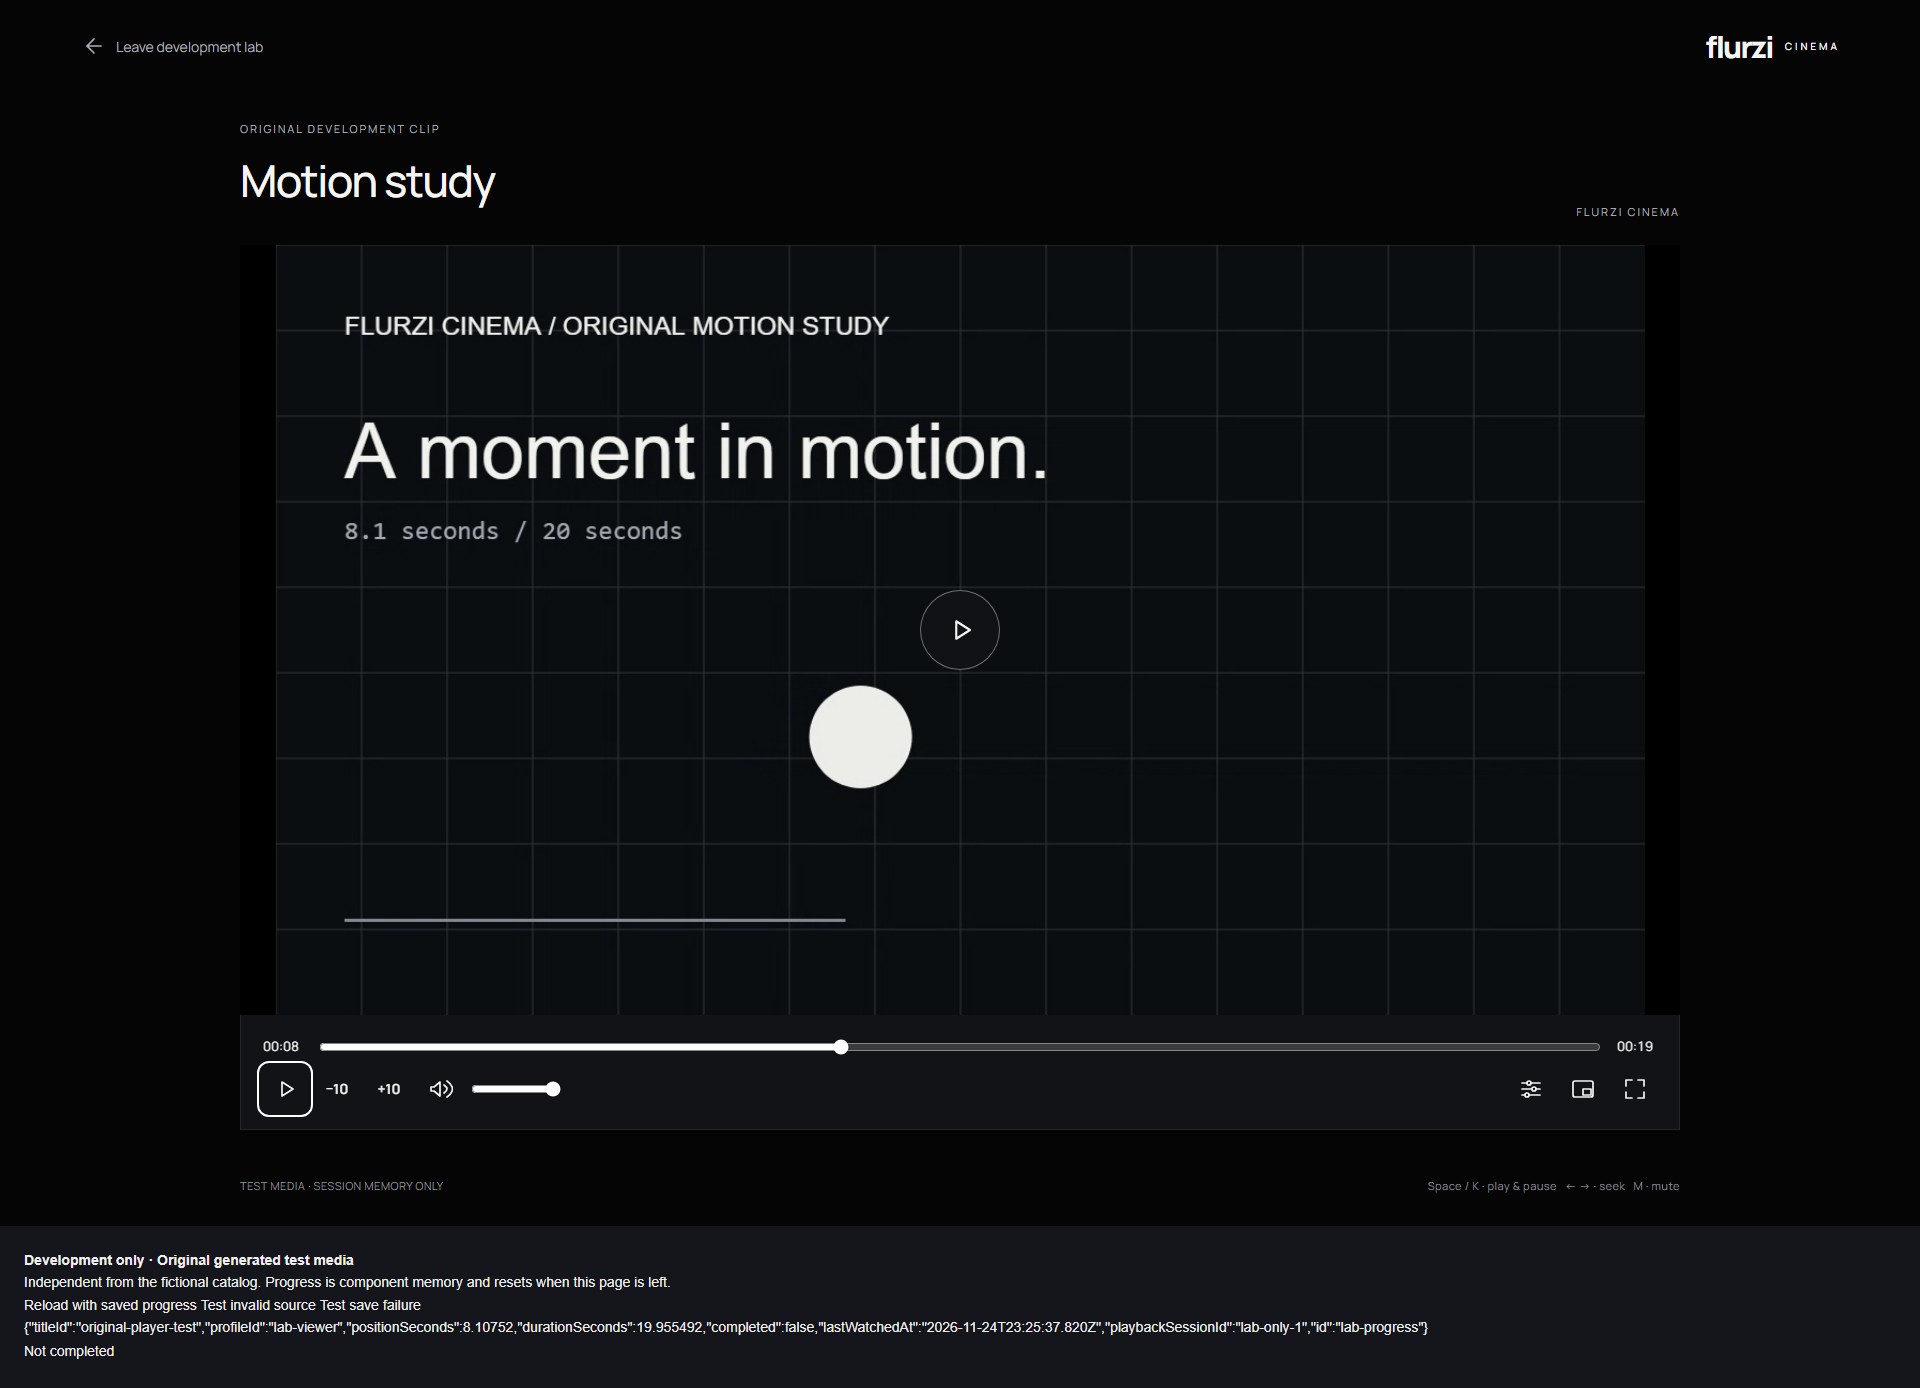 Leave development lab
flurzi CINEMA
ORIGINAL DEVELOPMENT CLIP
Motion study
FLURZI CINEMA
FLURZI CINEMA / ORIGINAL MOTION STUDY
A moment in motion.
8.1 seconds / 20 seconds
00:08
00:19
−10 +10
TEST MEDIA · SESSION MEMORY ONLY
Space / K · play & pause ← → · seek M · mute
Development only · Original generated test media
Independent from the fictional catalog. Progress is component memory and resets when this page is left.
Reload with saved progress Test invalid source Test save failure
{"titleId":"original-player-test","profileId":"lab-viewer","positionSeconds":8.10752,"durationSeconds":19.955492,"completed":false,"lastWatchedAt":"2026-11-24T23:25:37.820Z","playbackSessionId":"lab-only-1","id":"lab-progress"}
Not completed